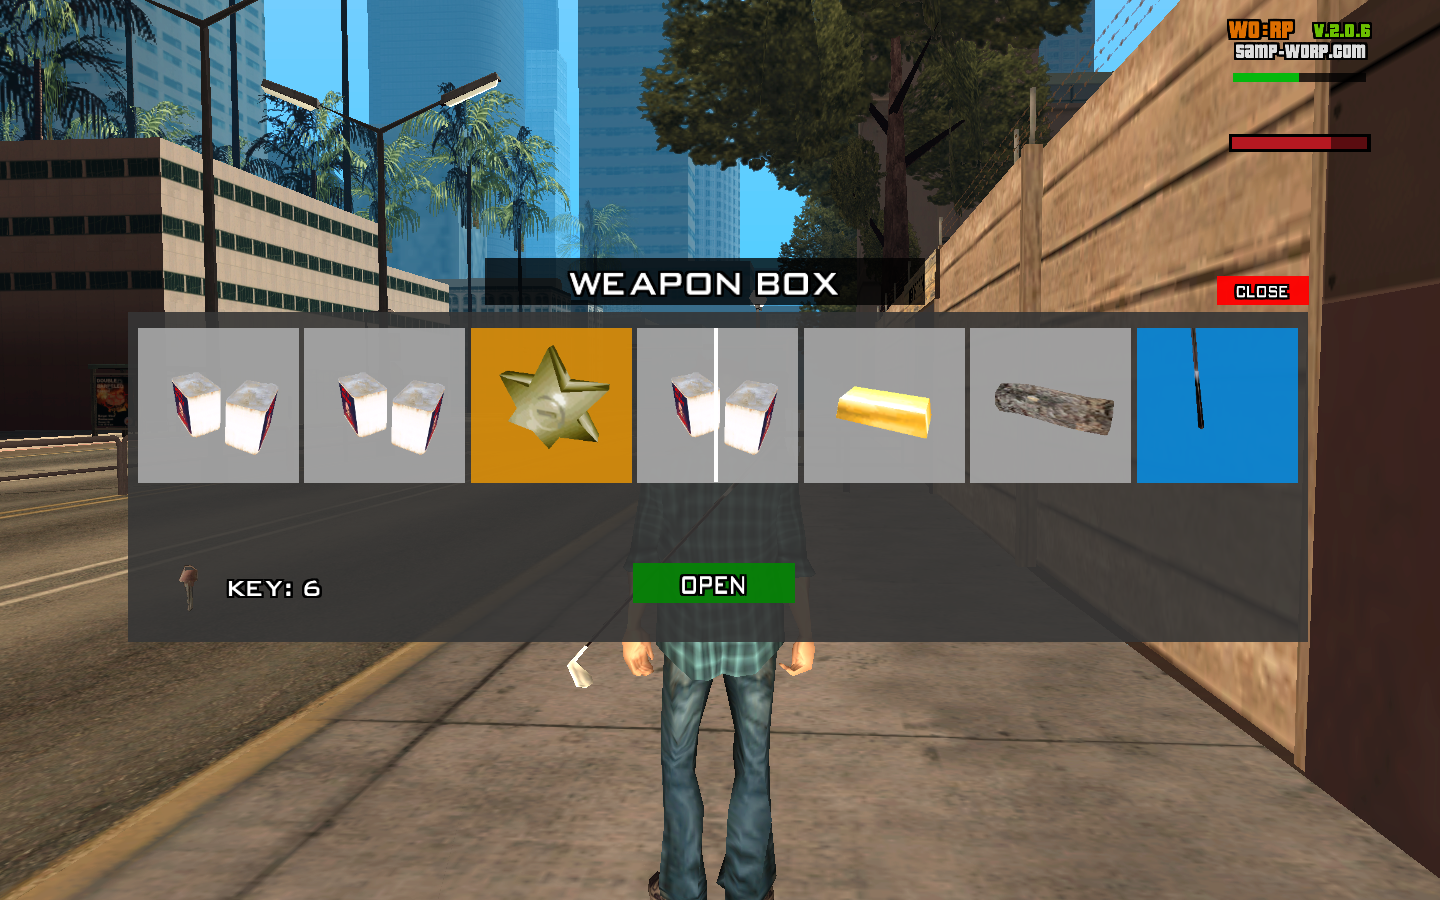 WO:RP V.2.0.6
SAMP-WORP.COM
WEAPON BOX
CLOSE
KEY: 6
OPEN